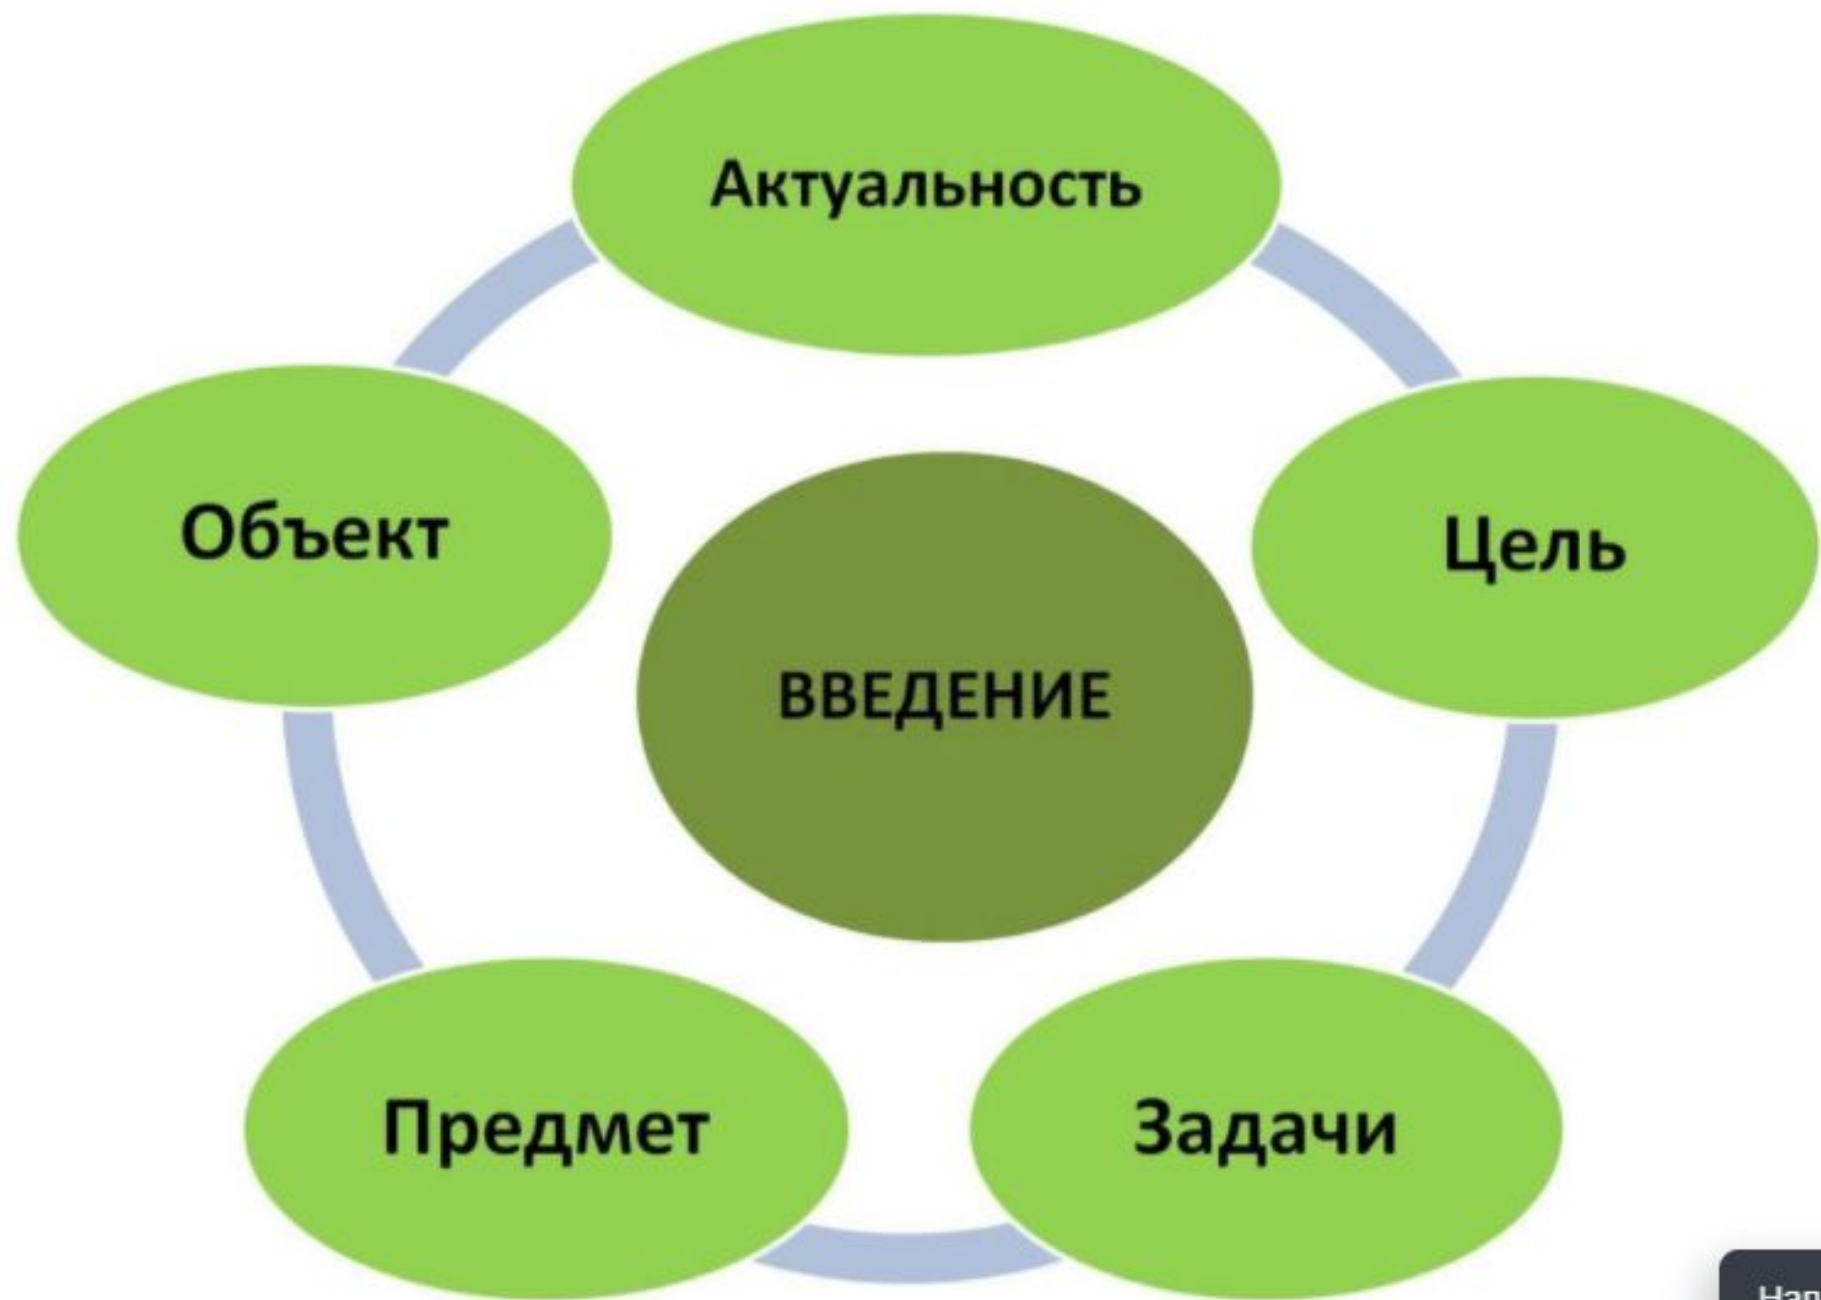 Актуальность
Объект
Цель
ВВЕДЕНИЕ
Предмет
Задачи